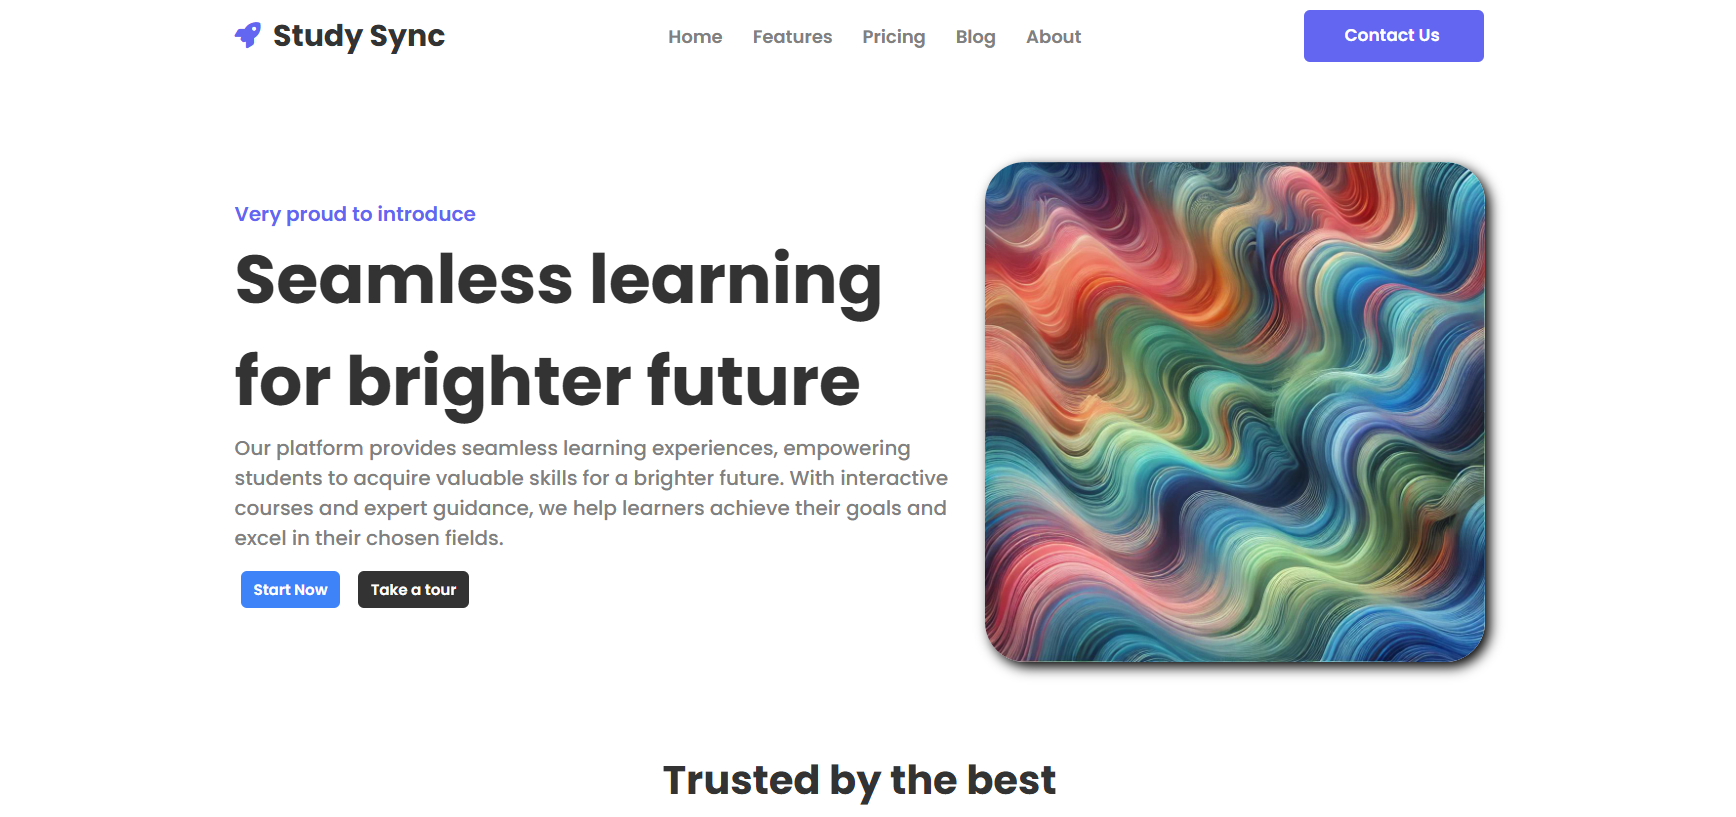 Study Sync
Home Features Pricing Blog About
Contact Us
Very proud to introduce
Seamless learning
for brighter future
Our platform provides seamless learning experiences, empowering
students to acquire valuable skills for a brighter future. With interactive
courses and expert guidance, we help learners achieve their goals and
excel in their chosen fields.
Start Now Take a tour
Trusted by the best